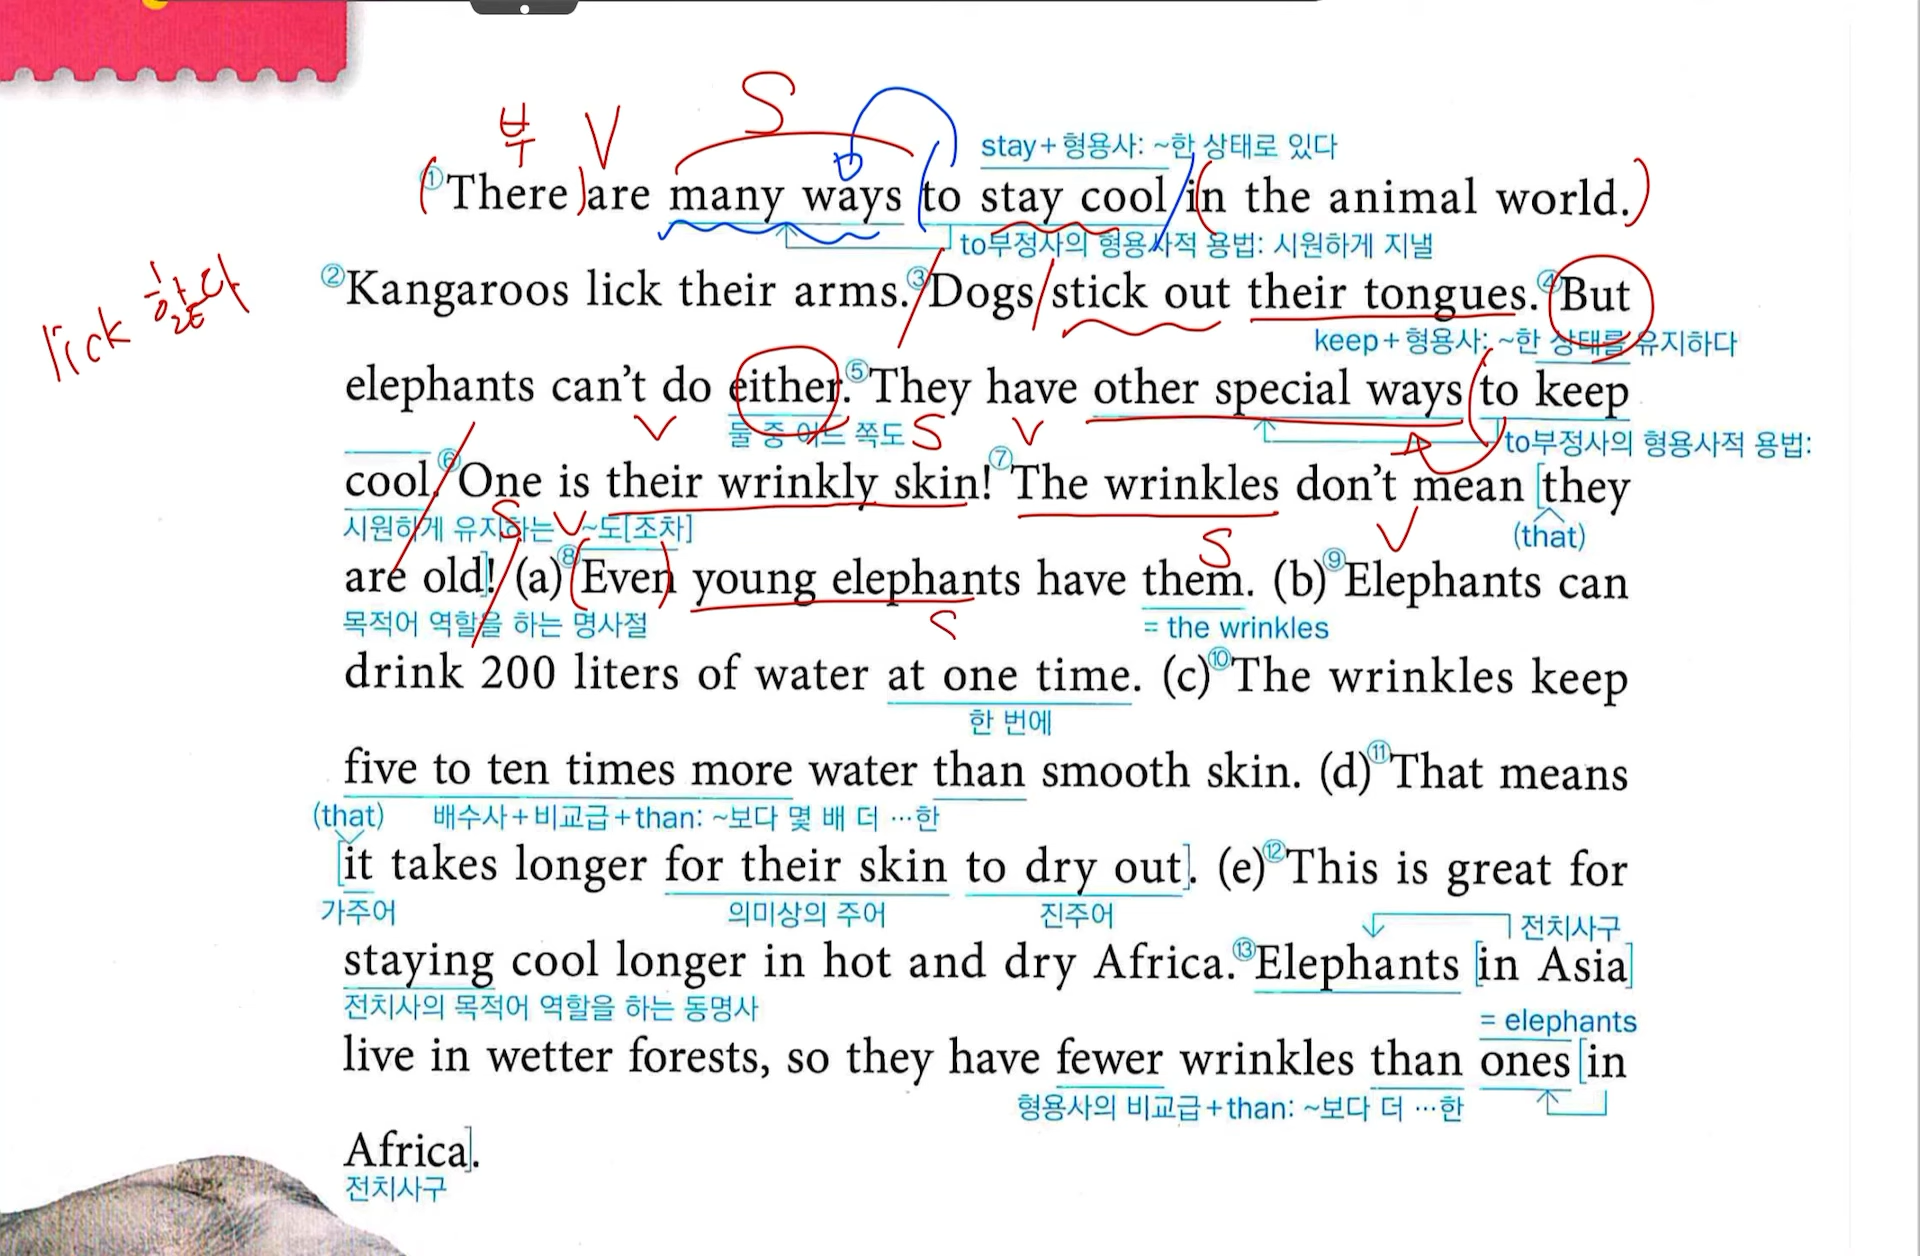 부 V S
stay+형용사: ~한 상태로 있다
①There are many ways to stay cool in the animal world.
to부정사의 형용사적 용법: 시원하게 지낼
lick 핥다
②Kangaroos lick their arms. ③Dogs stick out their tongues. ④But
keep+형용사: ~한 상태를 유지하다
elephants can't do either. ⑤They have other special ways to keep
V 둘 중 어느 쪽도 S V to부정사의 형용사적 용법:
cool. ⑥One is their wrinkly skin! ⑦The wrinkles don't mean [they
시원하게 유지하는 S V ~도[조차] S V (that)
are old]! (a) ⑧Even young elephants have them. (b) ⑨Elephants can
목적어 역할을 하는 명사절 S = the wrinkles
drink 200 liters of water at one time. (c) ⑩The wrinkles keep
한 번에
five to ten times more water than smooth skin. (d) ⑪That means
(that) 배수사+비교급+than: ~보다 몇 배 더 …한
[it takes longer for their skin to dry out]. (e) ⑫This is great for
가주어 의미상의 주어 진주어 전치사구
staying cool longer in hot and dry Africa. ⑬Elephants [in Asia]
전치사의 목적어 역할을 하는 동명사 = elephants
live in wetter forests, so they have fewer wrinkles than ones [in
형용사의 비교급+than: ~보다 더 …한
Africa].
전치사구